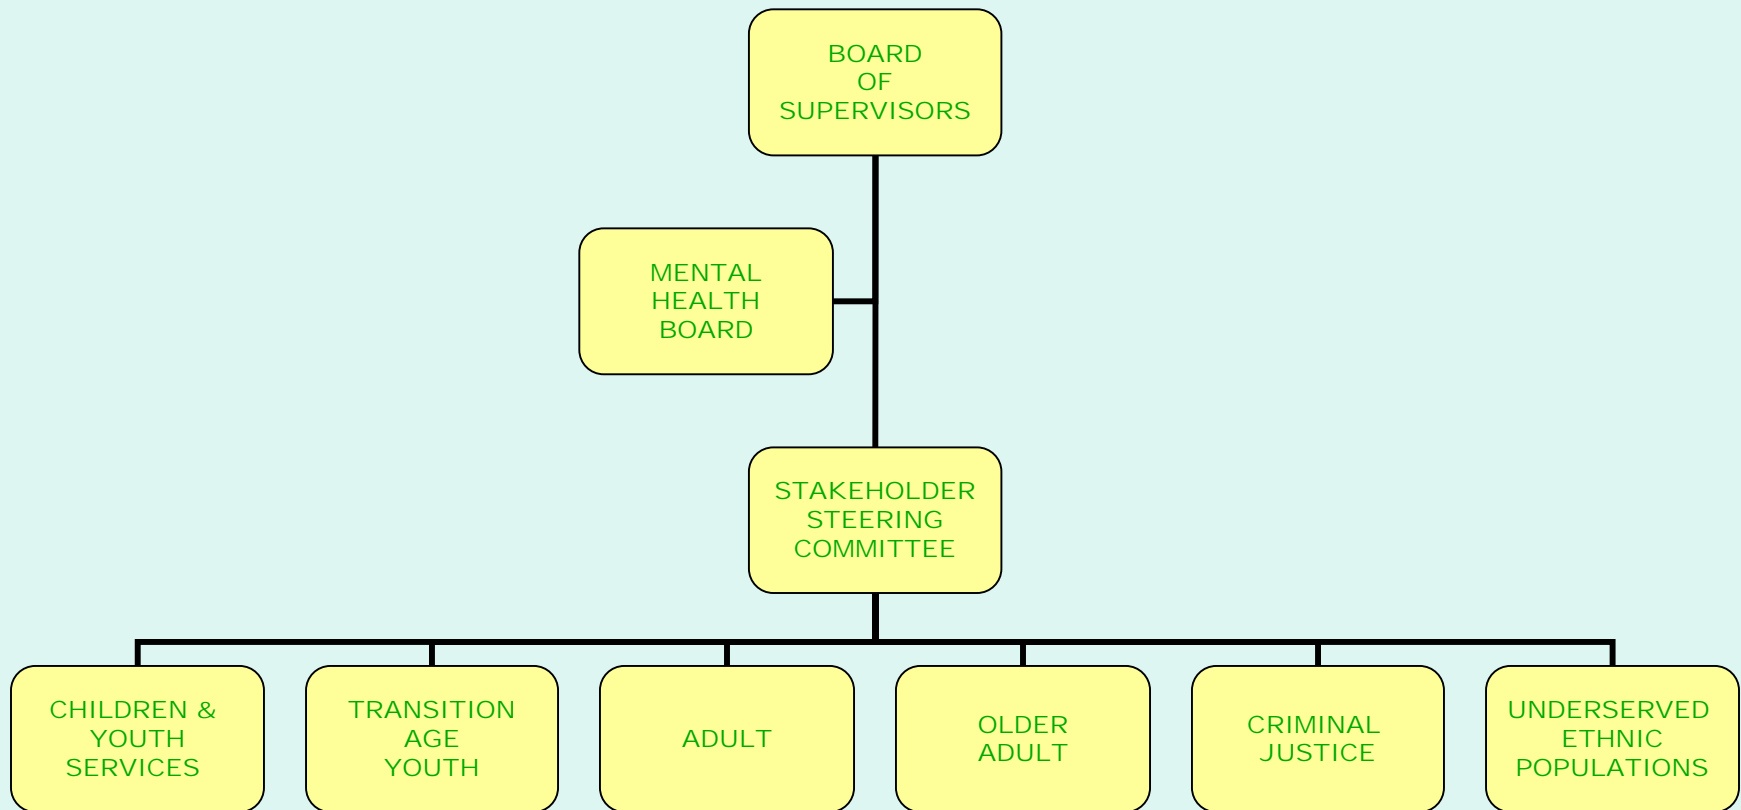 BOARD
OF
SUPERVISORS
MENTAL
HEALTH
BOARD
STAKEHOLDER
STEERING
COMMITTEE
CHILDREN &
YOUTH
SERVICES
TRANSITION
AGE
YOUTH
ADULT
OLDER
ADULT
CRIMINAL
JUSTICE
UNDERSERVED
ETHNIC
POPULATIONS